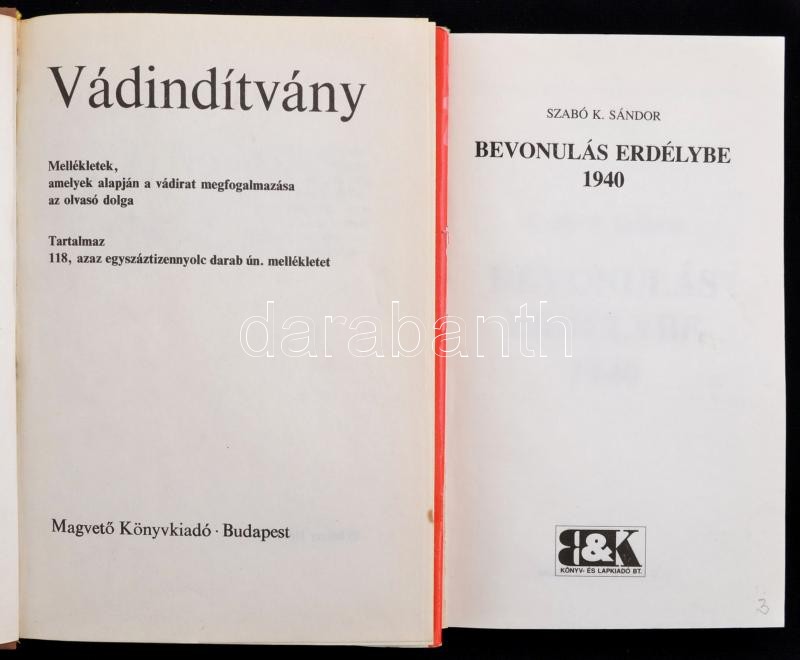 Vádindítvány
Mellékletek,
amelyek alapján a vádirat megfogalmazása
az olvasó dolga
Tartalmaz
118, azaz egyszáztizennyolc darab ún. mellékletet
Magvető Könyvkiadó · Budapest
SZABÓ K. SÁNDOR
BEVONULÁS ERDÉLYBE
1940
B&K
KÖNYV- ÉS LAPKIADÓ BT.
3
darabanth